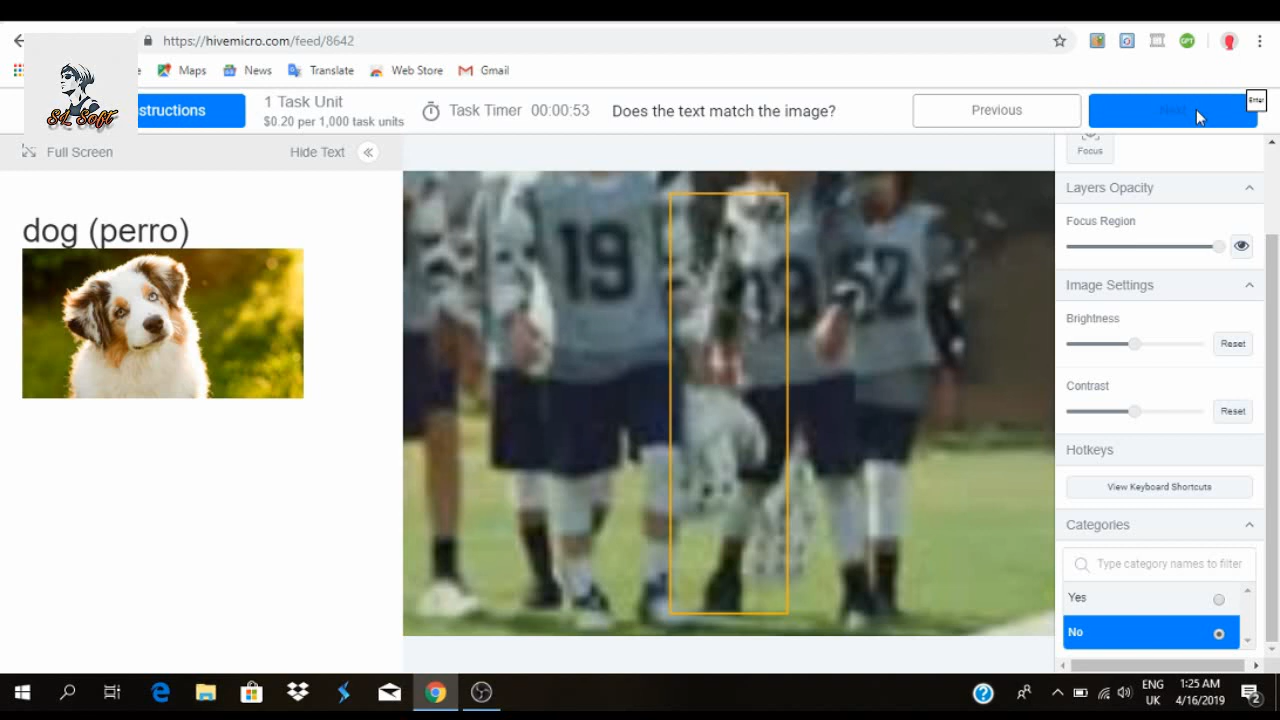 https://hivemicro.com/feed/8642
Maps
News
Translate
Web Store
Gmail
SL Soft
structions
1 Task Unit
$0.20 per 1,000 task units
Task Timer 00:00:53
Does the text match the image?
Previous
Next
Enter
Full Screen
Hide Text
dog (perro)
19
52
Focus
Layers Opacity
Focus Region
Image Settings
Brightness
Reset
Contrast
Reset
Hotkeys
View Keyboard Shortcuts
Categories
Type category names to filter
Yes
No
GPT
ENG
UK
1:25 AM
4/16/2019
2